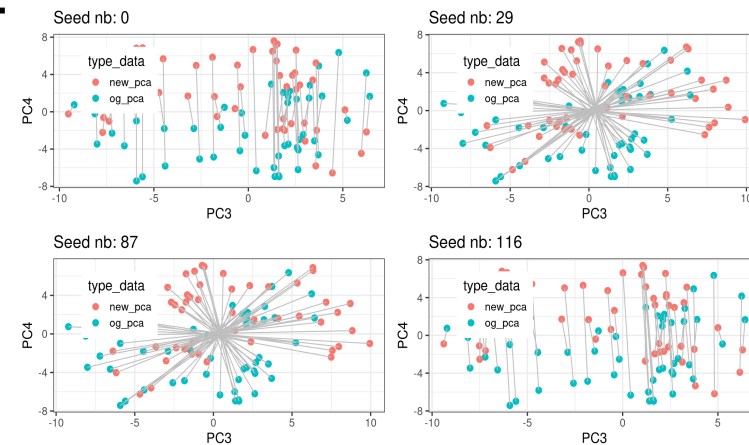 Seed nb: 0
8
4
0
-4
-8
PC4
type_data
new_pca
og_pca
-10
-5
0
5
PC3
Seed nb: 29
8
4
0
-4
-8
PC4
type_data
new_pca
og_pca
-10
-5
0
5
10
PC3
Seed nb: 87
4
0
-4
-8
PC4
type_data
new_pca
og_pca
-10
-5
0
5
10
PC3
Seed nb: 116
8
4
0
-4
-8
PC4
type_data
new_pca
og_pca
-10
-5
0
5
PC3